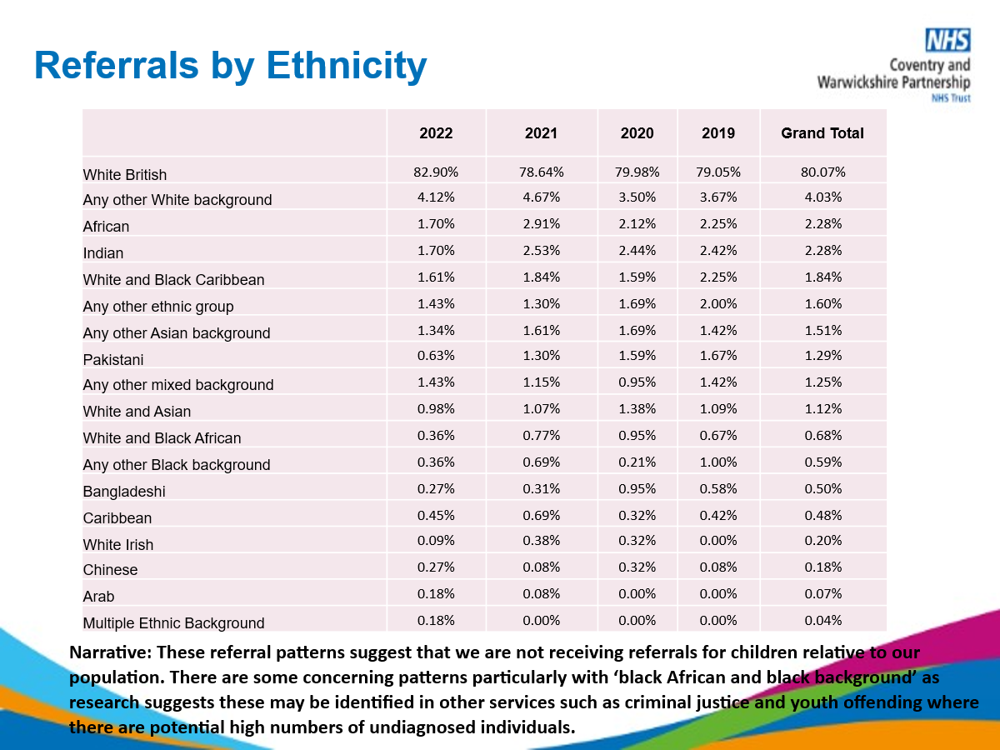 Referrals by Ethnicity
NHS
Coventry and
Warwickshire Partnership
NHS Trust
2022 2021 2020 2019 Grand Total
White British 82.90% 78.64% 79.98% 79.05% 80.07%
Any other White background 4.12% 4.67% 3.50% 3.67% 4.03%
African 1.70% 2.91% 2.12% 2.25% 2.28%
Indian 1.70% 2.53% 2.44% 2.42% 2.28%
White and Black Caribbean 1.61% 1.84% 1.59% 2.25% 1.84%
Any other ethnic group 1.43% 1.30% 1.69% 2.00% 1.60%
Any other Asian background 1.34% 1.61% 1.69% 1.42% 1.51%
Pakistani 0.63% 1.30% 1.59% 1.67% 1.29%
Any other mixed background 1.43% 1.15% 0.95% 1.42% 1.25%
White and Asian 0.98% 1.07% 1.38% 1.09% 1.12%
White and Black African 0.36% 0.77% 0.95% 0.67% 0.68%
Any other Black background 0.36% 0.69% 0.21% 1.00% 0.59%
Bangladeshi 0.27% 0.31% 0.95% 0.58% 0.50%
Caribbean 0.45% 0.69% 0.32% 0.42% 0.48%
White Irish 0.09% 0.38% 0.32% 0.00% 0.20%
Chinese 0.27% 0.08% 0.32% 0.08% 0.18%
Arab 0.18% 0.08% 0.00% 0.00% 0.07%
Multiple Ethnic Background 0.18% 0.00% 0.00% 0.00% 0.04%
Narrative: These referral patterns suggest that we are not receiving referrals for children relative to our
population. There are some concerning patterns particularly with ‘black African and black background’ as
research suggests these may be identified in other services such as criminal justice and youth offending where
there are potential high numbers of undiagnosed individuals.